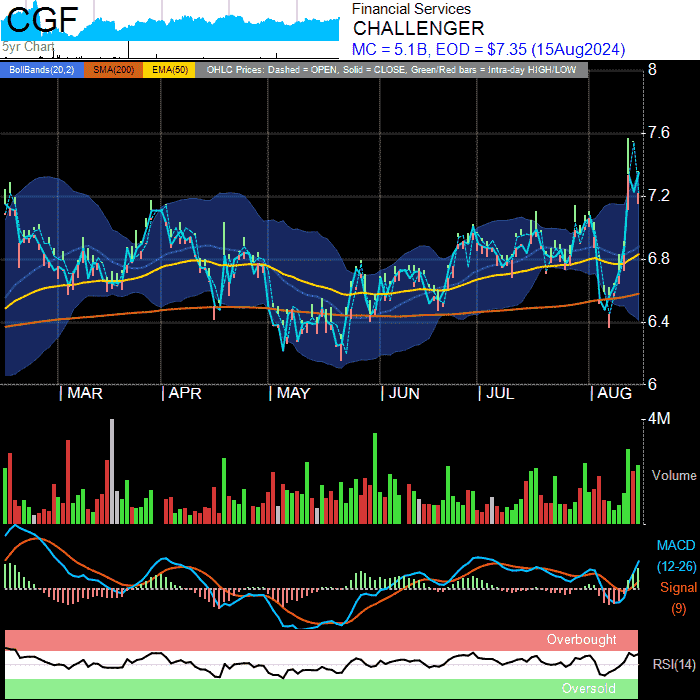 CGF
5yr Chart
Financial Services
CHALLENGER
MC = 5.1B, EOD = $7.35 (15Aug2024)
BollBands(20,2) SMA(200) EMA(50) OHLC Prices: Dashed = OPEN, Solid = CLOSE, Green/Red bars = Intra-day HIGH/LOW
8
7.6
7.2
6.8
6.4
6
| MAR | APR | MAY | JUN | JUL | AUG
4M
Volume
MACD
(12-26)
Signal
(9)
Overbought
RSI(14)
Oversold